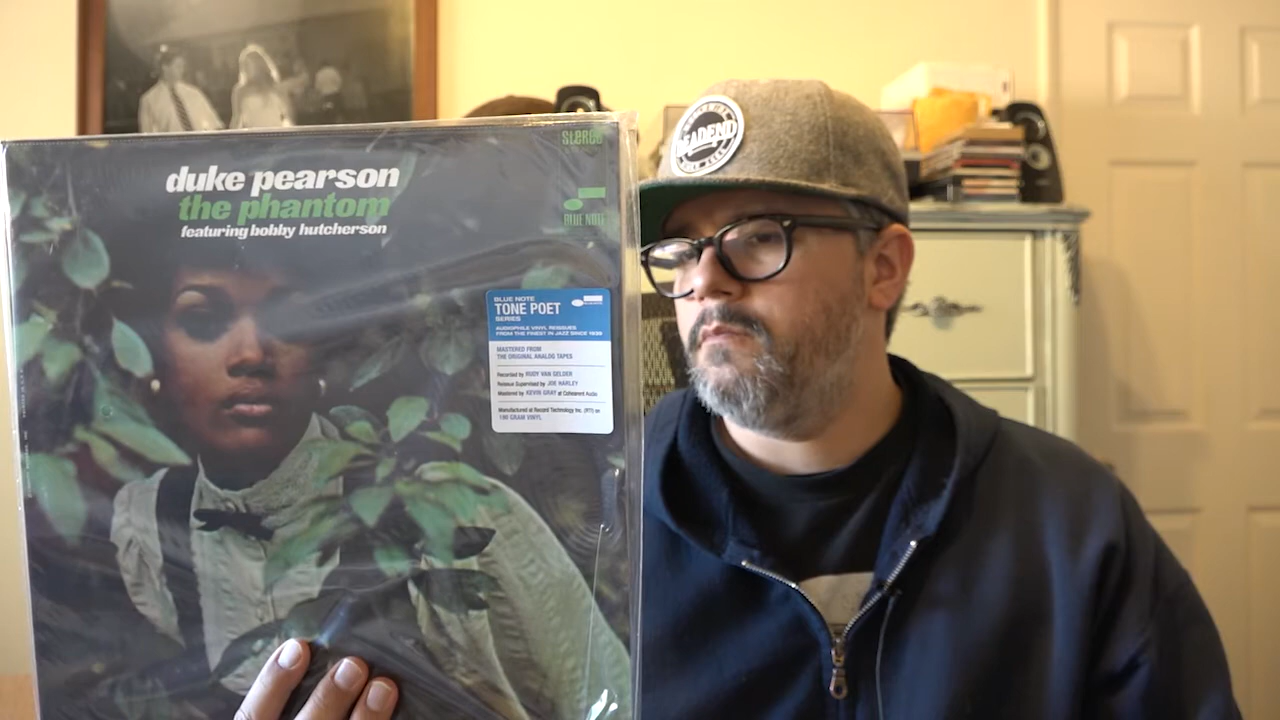 duke pearson
the phantom
featuring bobby hutcherson
STEREO
BLUE NOTE
BLUE NOTE
TONE POET
SERIES
AUDIOPHILE VINYL REISSUES
FROM THE FINEST IN JAZZ SINCE 1939
MASTERED FROM
THE ORIGINAL ANALOG TAPES
Recorded by RUDY VAN GELDER
Reissue Supervised by JOE HARLEY
Mastered by KEVIN GRAY at Cohearent Audio
Manufactured at Record Technology Inc. (RTI) on
180 GRAM VINYL
DEADEND